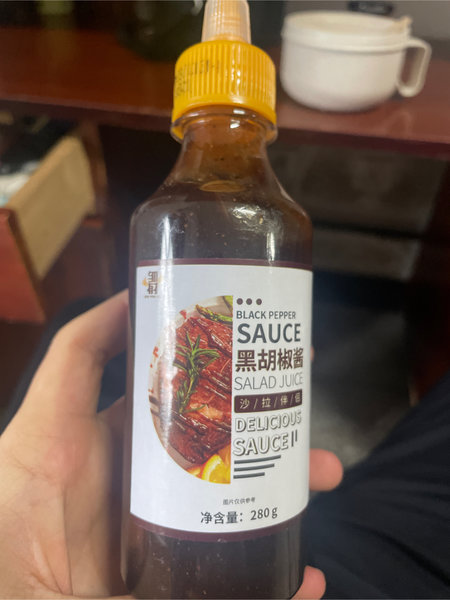 BLACK PEPPER
SAUCE
黑胡椒酱
SALAD JUICE
沙/拉/伴/侣
DELICIOUS
SAUCE
图片仅供参考
净含量：280g